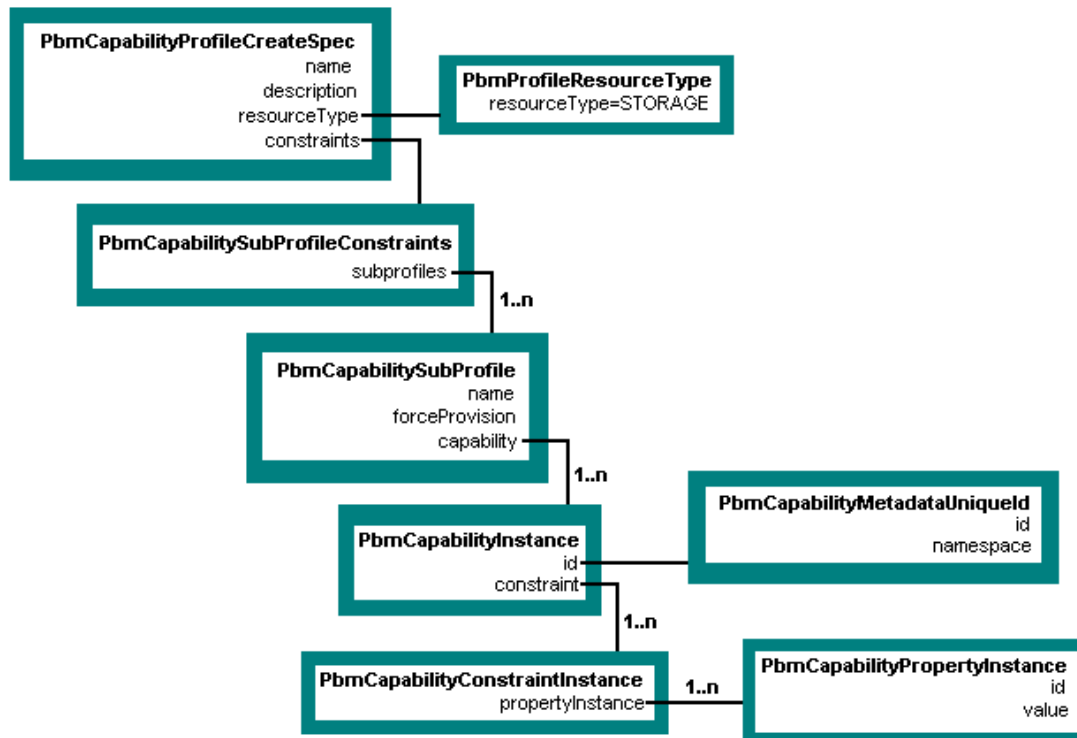 PbmCapabilityProfileCreateSpec
name
description
resourceType
constraints
PbmProfileResourceType
resourceType=STORAGE
PbmCapabilitySubProfileConstraints
subprofiles
1..n
PbmCapabilitySubProfile
name
forceProvision
capability
1..n
PbmCapabilityInstance
id
constraint
PbmCapabilityMetadataUniqueId
id
namespace
1..n
PbmCapabilityConstraintInstance
propertyInstance
1..n
PbmCapabilityPropertyInstance
id
value